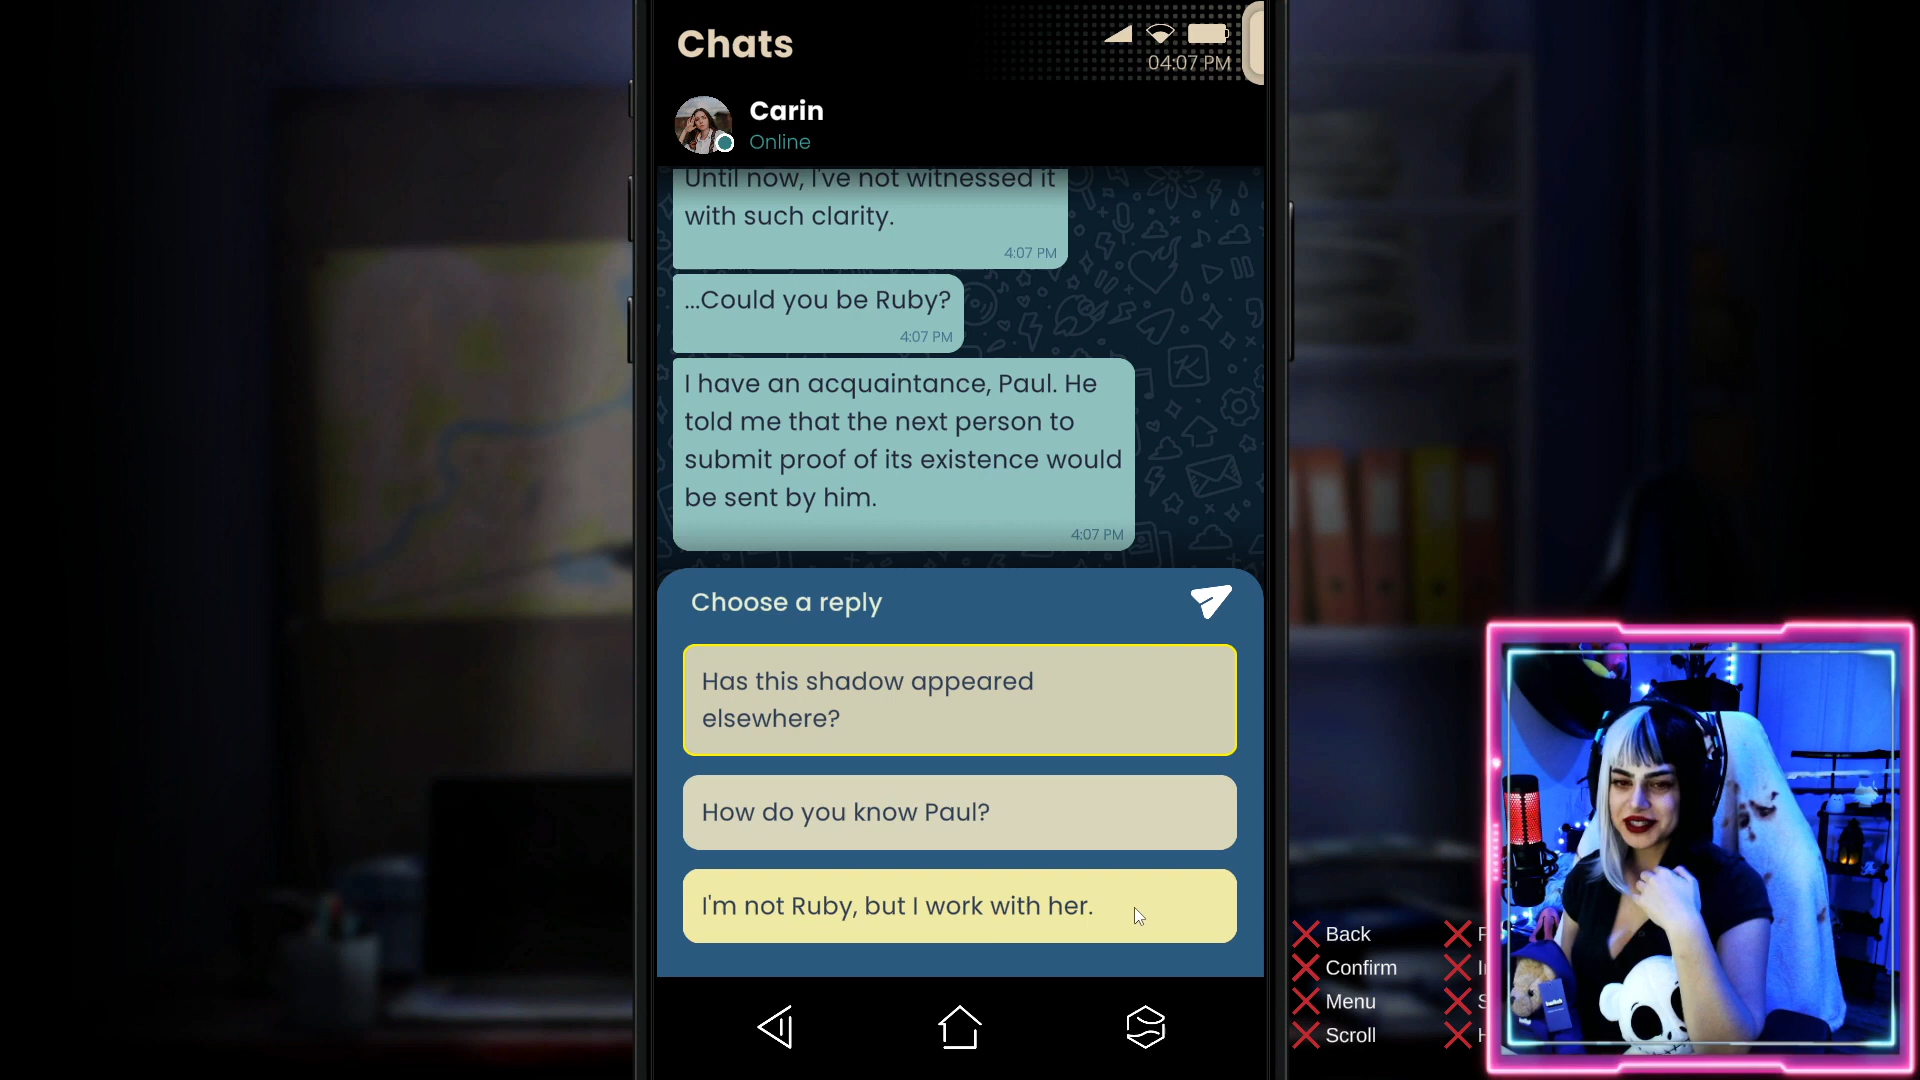 Chats
04:07 PM
Carin
Online
Until now, I've not witnessed it
with such clarity.
4:07 PM
...Could you be Ruby?
4:07 PM
I have an acquaintance, Paul. He
told me that the next person to
submit proof of its existence would
be sent by him.
4:07 PM
Choose a reply
Has this shadow appeared
elsewhere?
How do you know Paul?
I'm not Ruby, but I work with her.
Back
Confirm
Menu
Scroll